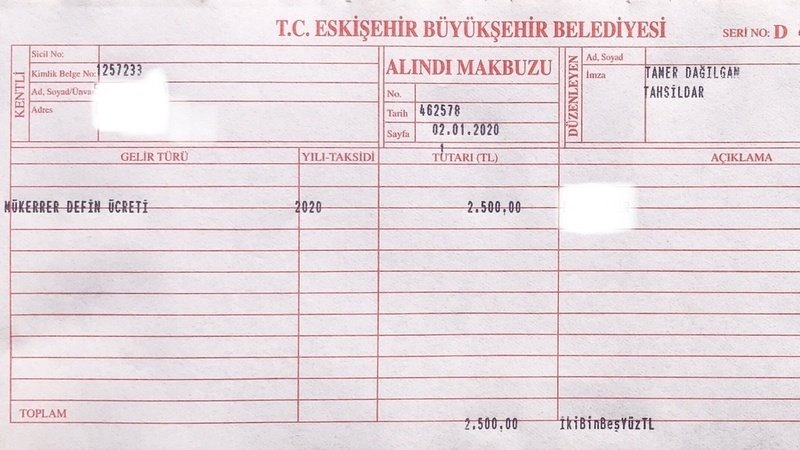 T.C. ESKİŞEHİR BÜYÜKŞEHİR BELEDİYESİ
SERİ NO: D
KENTLİ
Sicil No:
Kimlik Belge No: 1257233
Ad, Soyad/Ünva
Adres
ALINDI MAKBUZU
No.
Tarih 462578
Sayfa 02.01.2020
1
DÜZENLEYEN
Ad, Soyad
İmza
TANER DAĞILGAN
TAHSİLDAR
GELİR TÜRÜ YILI-TAKSİDİ TUTARI (TL) AÇIKLAMA
MÜKERRER DEFİN ÜCRETİ 2020 2.500,00
TOPLAM 2.500,00 İkiBinBeşYüzTL